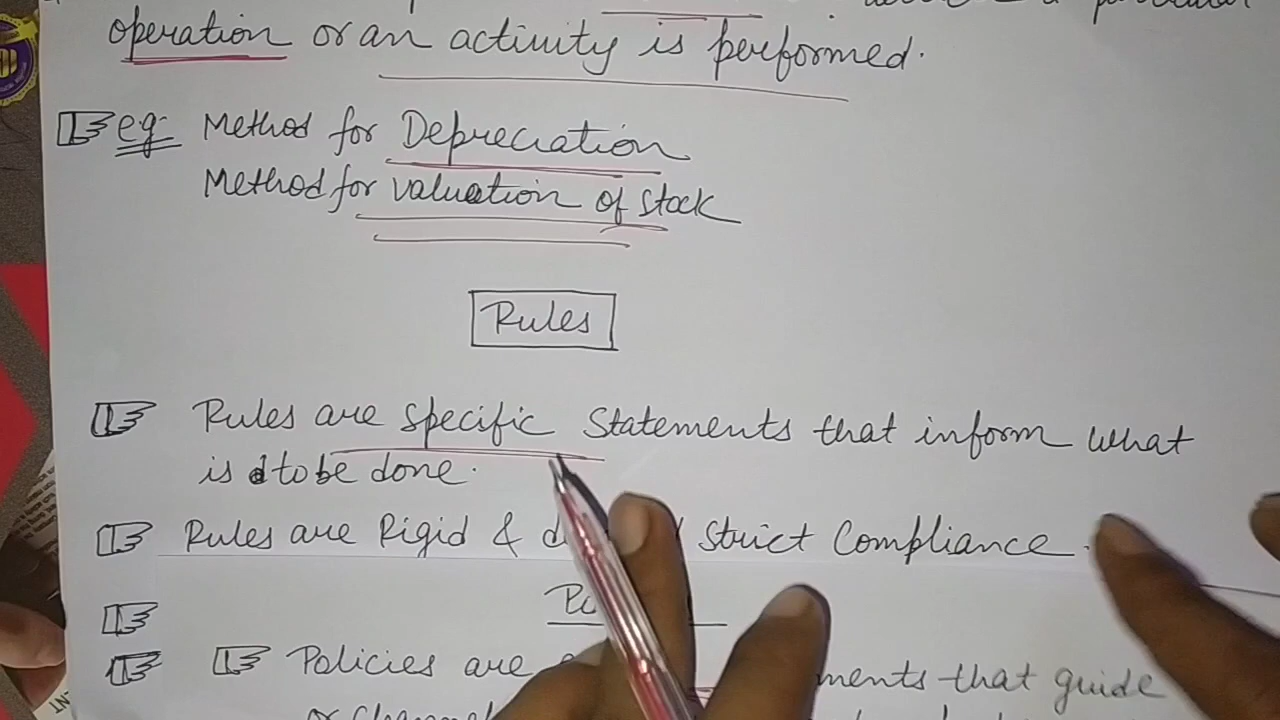 operation or an activity is performed.
eg:- Method for Depreciation
Method for valuation of stock
Rules
Rules are specific statements that inform what
is to be done.
Rules are Rigid & strict compliance.
Policies are that guide
or